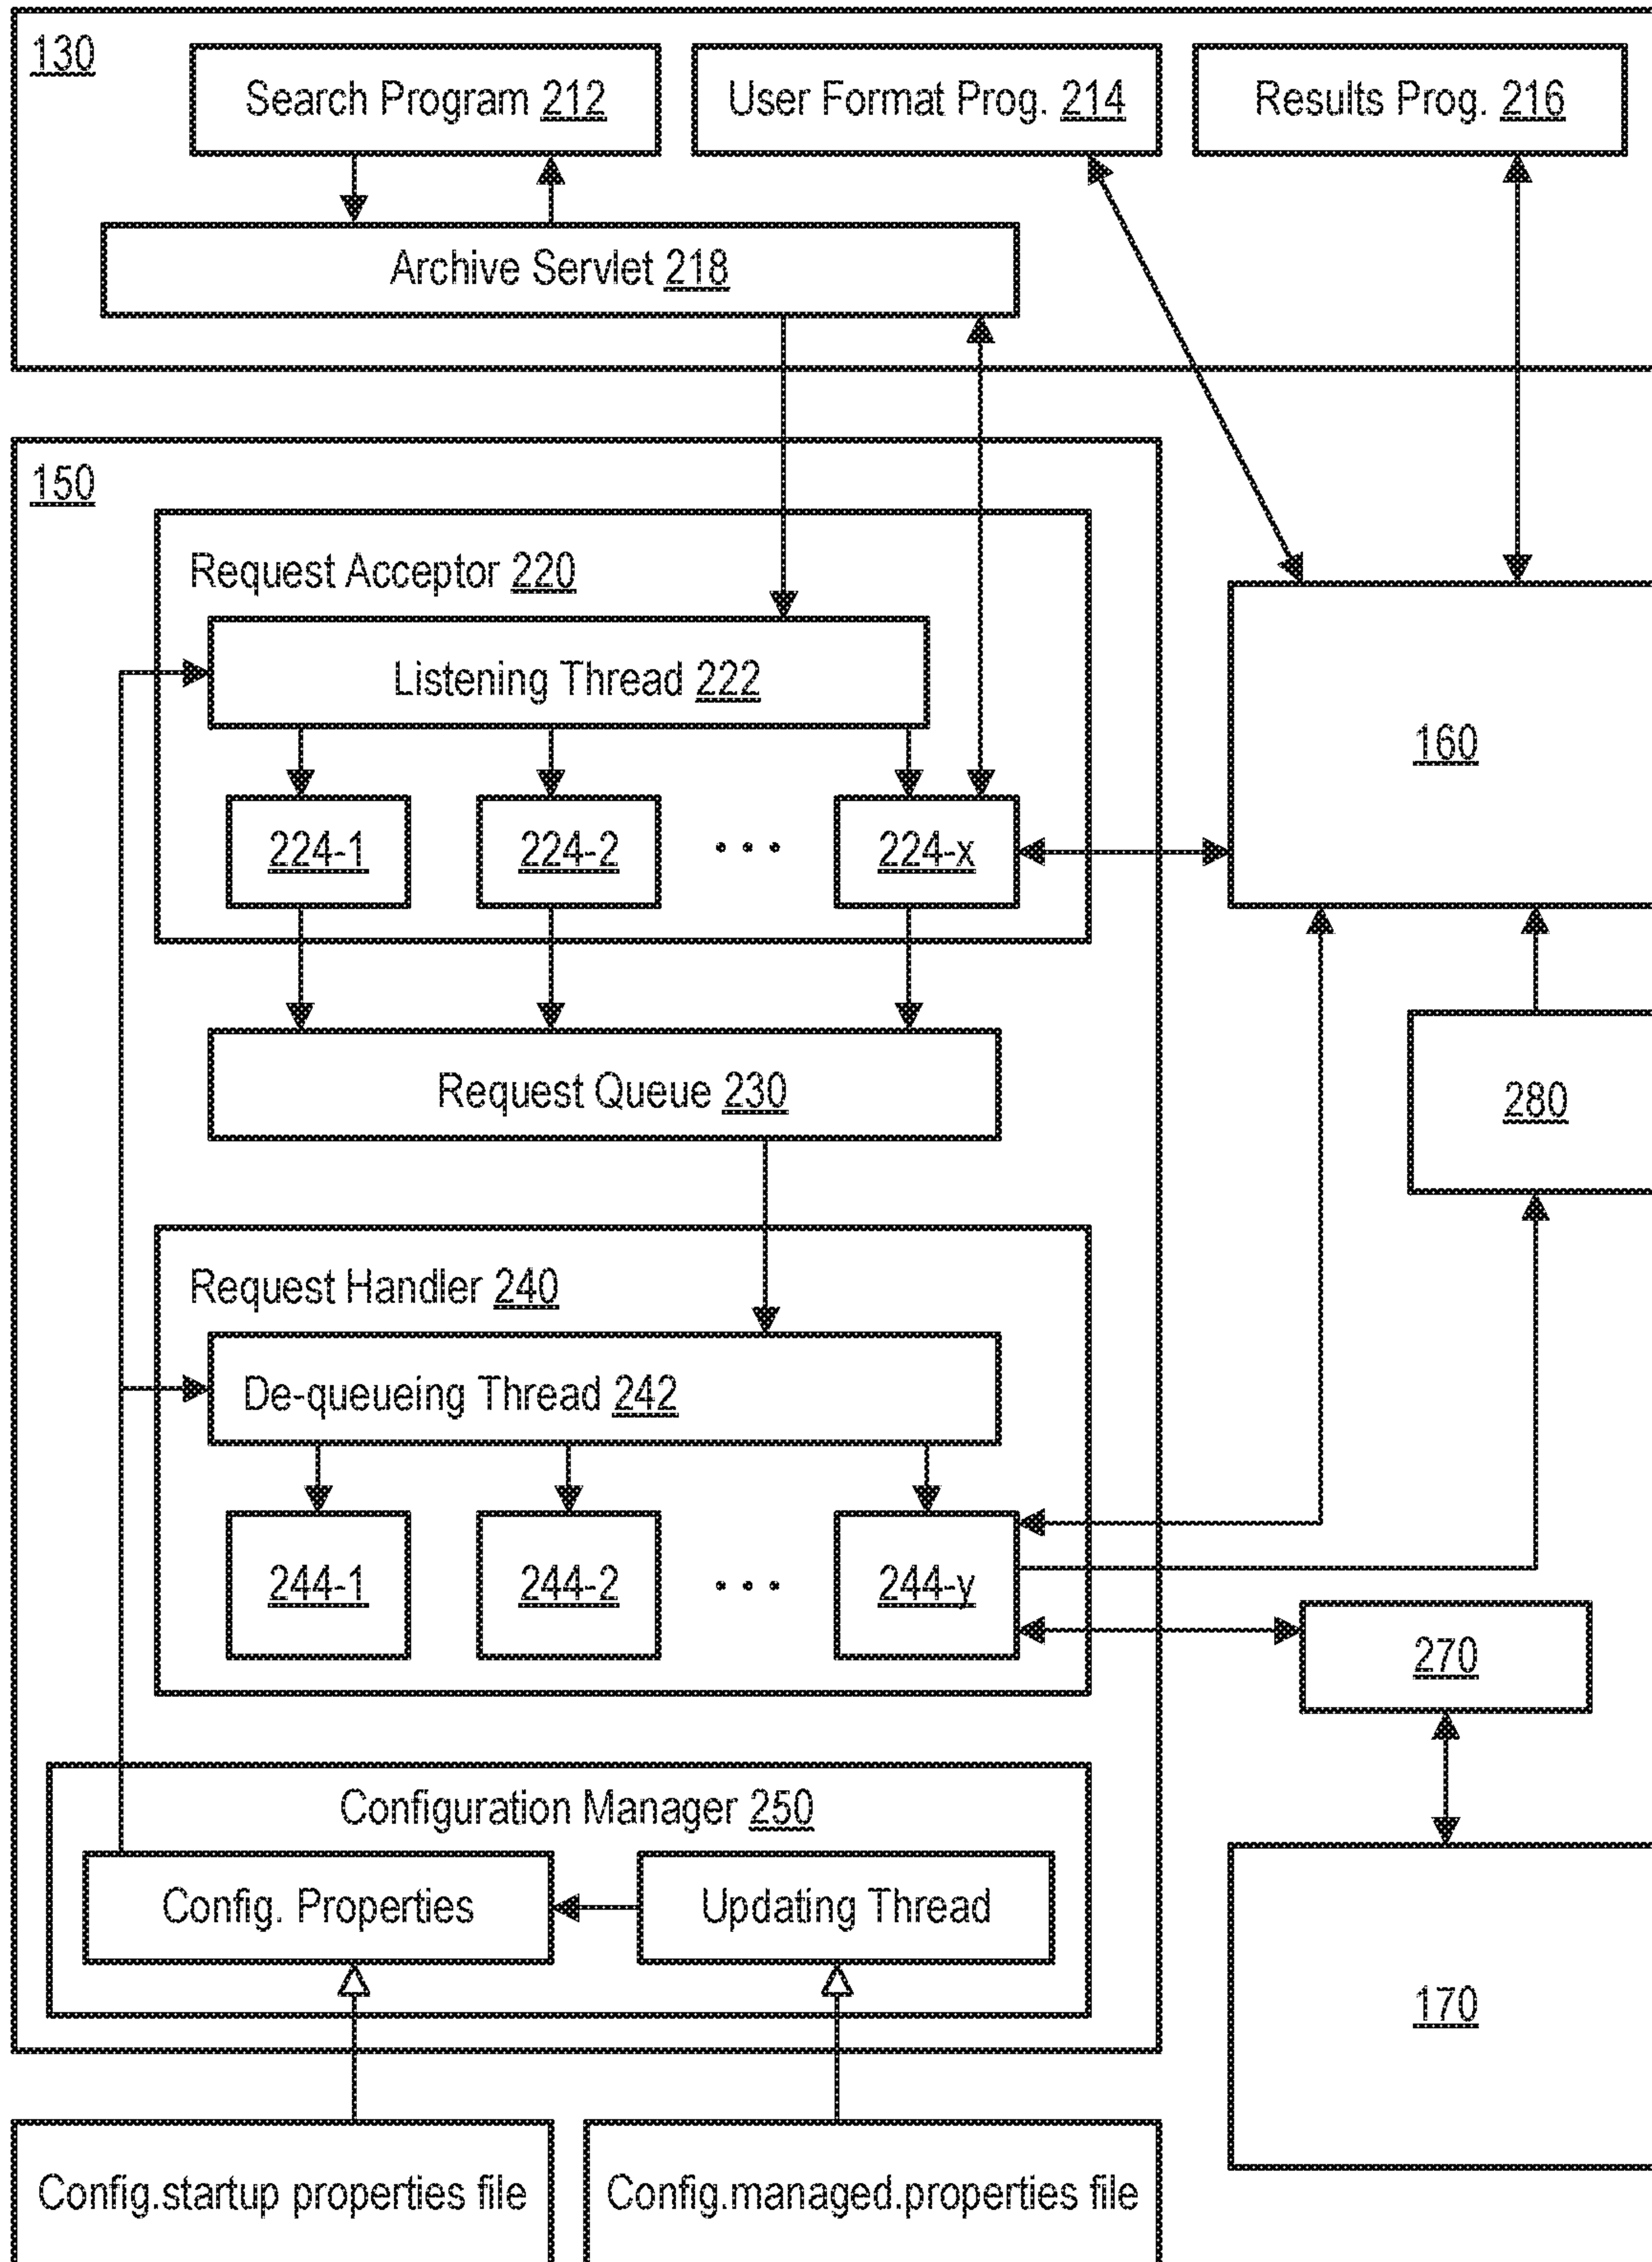 130
Search Program 212
User Format Prog. 214
Results Prog. 216
Archive Servlet 218
150
Request Acceptor 220
Listening Thread 222
160
224-1
224-2
• • •
224-x
Request Queue 230
280
Request Handler 240
De-queueing Thread 242
244-1
244-2
• • •
244-y
270
Configuration Manager 250
Config. Properties
Updating Thread
170
Config.startup properties file
Config.managed.properties file